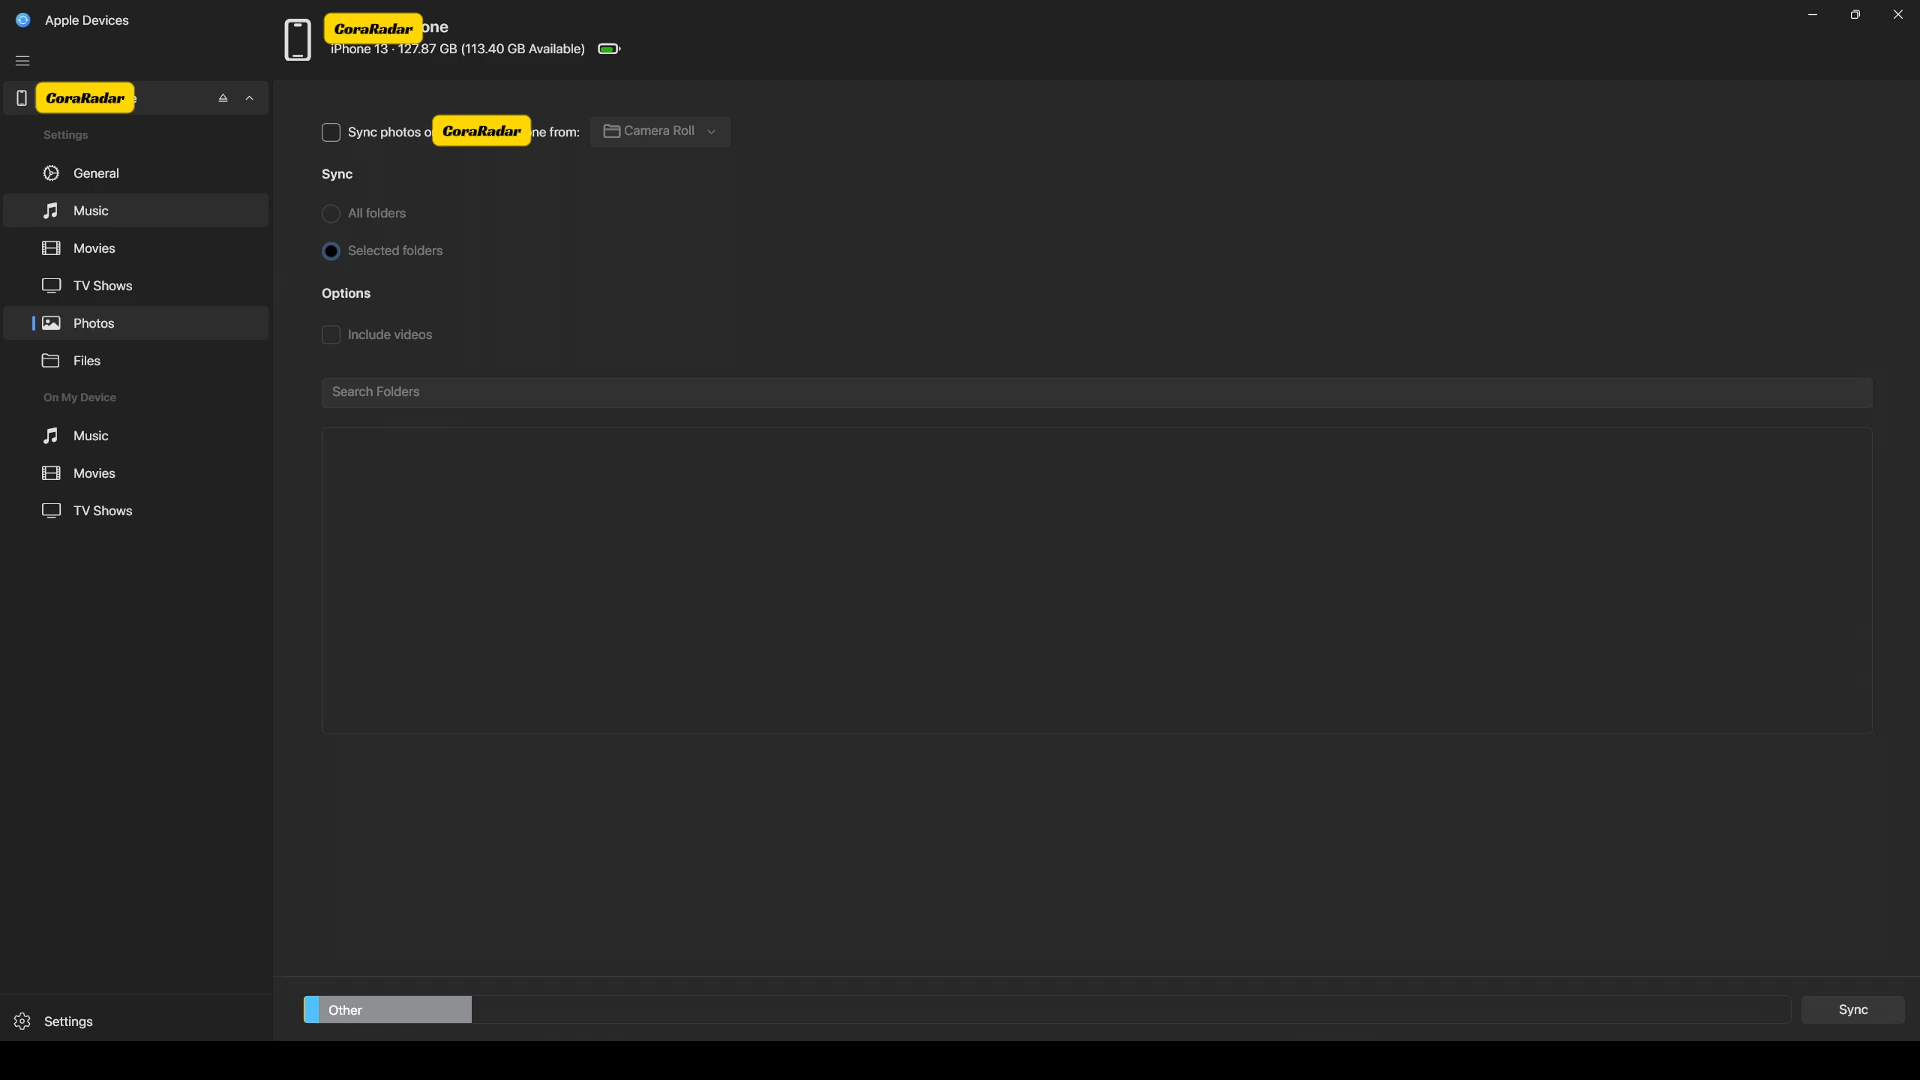 Apple Devices
CoraRadar
one
iPhone 13 - 127.87 GB (113.40 GB Available)
CoraRadar
Settings
General
Music
Movies
TV Shows
Photos
Files
On My Device
Music
Movies
TV Shows
Settings
Sync photos o CoraRadar ne from: Camera Roll
Sync
All folders
Selected folders
Options
Include videos
Search Folders
Other
Sync